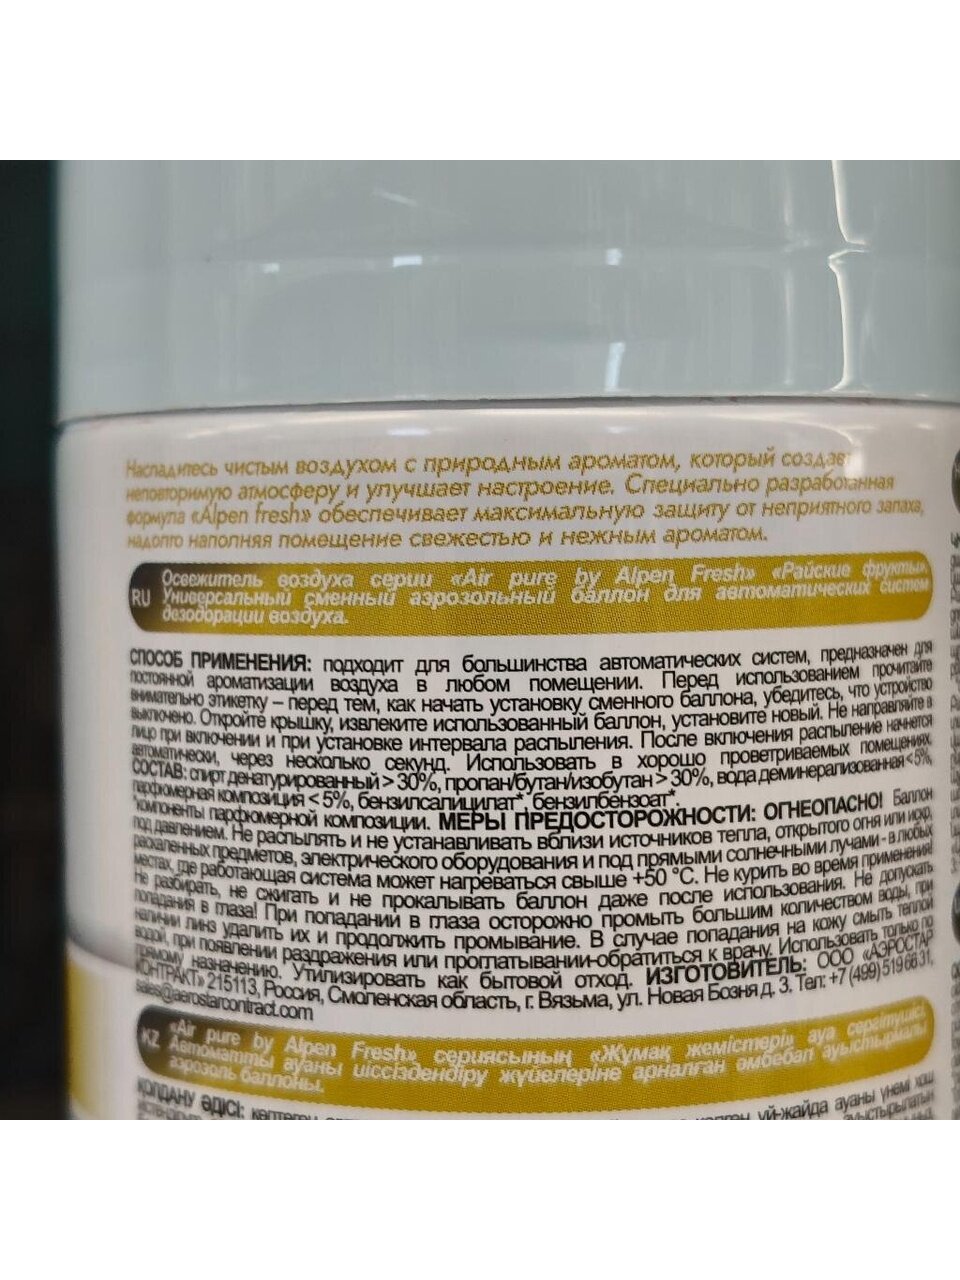 Насладитесь чистым воздухом с природным ароматом, который создает
неповторимую атмосферу и улучшает настроение. Специально разработанная
формула «Alpen fresh» обеспечивает максимальную защиту от неприятного запаха,
надолго наполняя помещение свежестью и нежным ароматом.
RU
Освежитель воздуха серии «Air pure by Alpen Fresh» «Райские фрукты»
Универсальный сменный аэрозольный баллон для автоматических систем
дезодорации воздуха.
СПОСОБ ПРИМЕНЕНИЯ: подходит для большинства автоматических систем, предназначен для
постоянной ароматизации воздуха в любом помещении. Перед использованием прочитайте
внимательно этикетку – перед тем, как начать установку сменного баллона, убедитесь, что устройство
выключено. Откройте крышку, извлеките использованный баллон, установите новый. Не направляйте в
лицо при включении и при установке интервала распыления. После включения распыление начнется
автоматически, через несколько секунд. Использовать в хорошо проветриваемых помещениях.
СОСТАВ: спирт денатурированный > 30%, пропан/бутан/изобутан > 30%, вода деминерализованная < 5%,
парфюмерная композиция < 5%, бензилсалицилат*, бензилбензоат*.
*компоненты парфюмерной композиции. МЕРЫ ПРЕДОСТОРОЖНОСТИ: ОГНЕОПАСНО! Баллон
под давлением. Не распылять и не устанавливать вблизи источников тепла, открытого огня или искр,
раскаленных предметов, электрического оборудования и под прямыми солнечными лучами - в любых
местах, где работающая система может нагреваться свыше +50 °С. Не курить во время применения!
Не разбирать, не сжигать и не прокалывать баллон даже после использования. Не допускать
попадания в глаза! При попадании в глаза осторожно промыть большим количеством воды, при
наличии линз удалить их и продолжить промывание. В случае попадания на кожу смыть теплой
водой, при появлении раздражения или проглатывании-обратиться к врачу. Использовать только по
прямому назначению. Утилизировать как бытовой отход. ИЗГОТОВИТЕЛЬ: ООО «АЭРОСТАР
КОНТРАКТ» 215113, Россия, Смоленская область, г. Вязьма, ул. Новая Бозня д. 3. Тел: +7 (499) 519 66 31,
sales@aerostarcontract.com
KZ
«Air pure by Alpen Fresh» сериясының «Жұмақ жемістері» ауа сергітушісі.
Автоматты ауаны иіссіздендіру жүйелеріне арналған әмбебап ауыстырмалы
аэрозоль баллоны.
ҚОЛДАНУ ӘДІСІ: көптеген үй-жайда ауаны үнемі хош